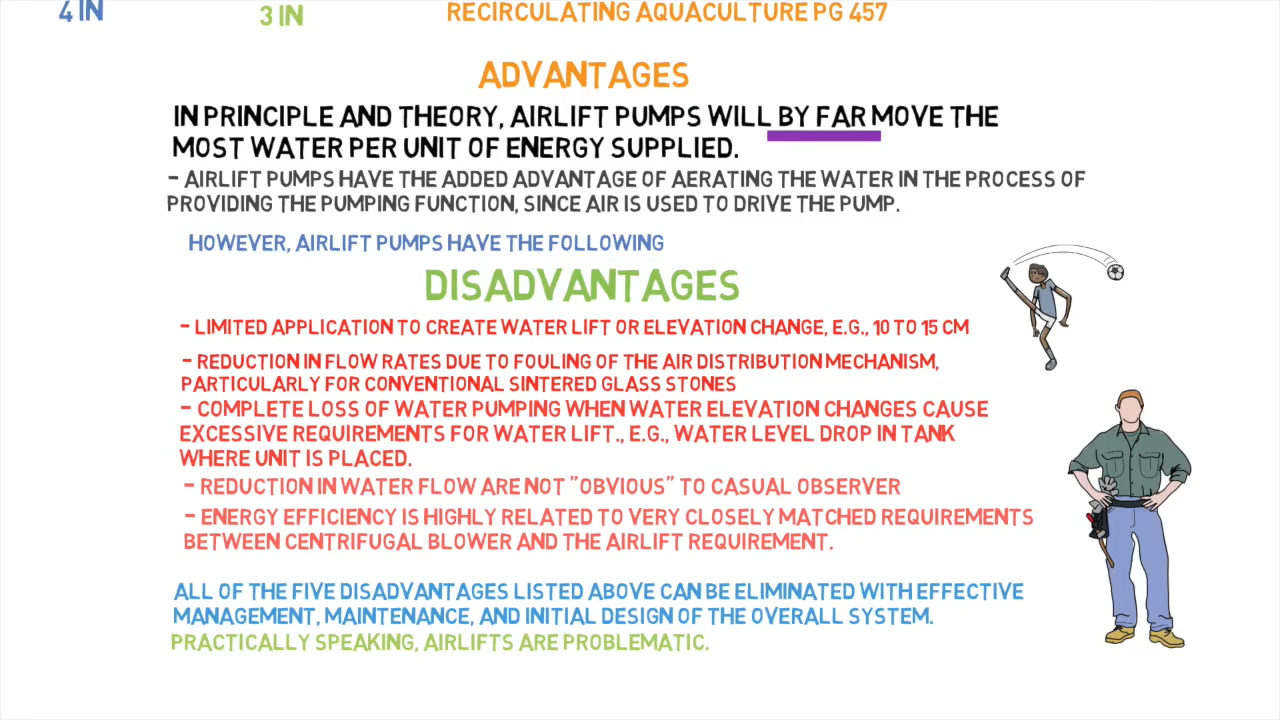 4 IN
3 IN
RECIRCULATING AQUACULTURE PG 457
ADVANTAGES
IN PRINCIPLE AND THEORY, AIRLIFT PUMPS WILL BY FAR MOVE THE
MOST WATER PER UNIT OF ENERGY SUPPLIED.
- AIRLIFT PUMPS HAVE THE ADDED ADVANTAGE OF AERATING THE WATER IN THE PROCESS OF
PROVIDING THE PUMPING FUNCTION, SINCE AIR IS USED TO DRIVE THE PUMP.
HOWEVER, AIRLIFT PUMPS HAVE THE FOLLOWING
DISADVANTAGES
- LIMITED APPLICATION TO CREATE WATER LIFT OR ELEVATION CHANGE, E.G., 10 TO 15 CM
- REDUCTION IN FLOW RATES DUE TO FOULING OF THE AIR DISTRIBUTION MECHANISM,
PARTICULARLY FOR CONVENTIONAL SINTERED GLASS STONES
- COMPLETE LOSS OF WATER PUMPING WHEN WATER ELEVATION CHANGES CAUSE
EXCESSIVE REQUIREMENTS FOR WATER LIFT., E.G., WATER LEVEL DROP IN TANK
WHERE UNIT IS PLACED.
- REDUCTION IN WATER FLOW ARE NOT "OBVIOUS" TO CASUAL OBSERVER
- ENERGY EFFICIENCY IS HIGHLY RELATED TO VERY CLOSELY MATCHED REQUIREMENTS
BETWEEN CENTRIFUGAL BLOWER AND THE AIRLIFT REQUIREMENT.
ALL OF THE FIVE DISADVANTAGES LISTED ABOVE CAN BE ELIMINATED WITH EFFECTIVE
MANAGEMENT, MAINTENANCE, AND INITIAL DESIGN OF THE OVERALL SYSTEM.
PRACTICALLY SPEAKING, AIRLIFTS ARE PROBLEMATIC.